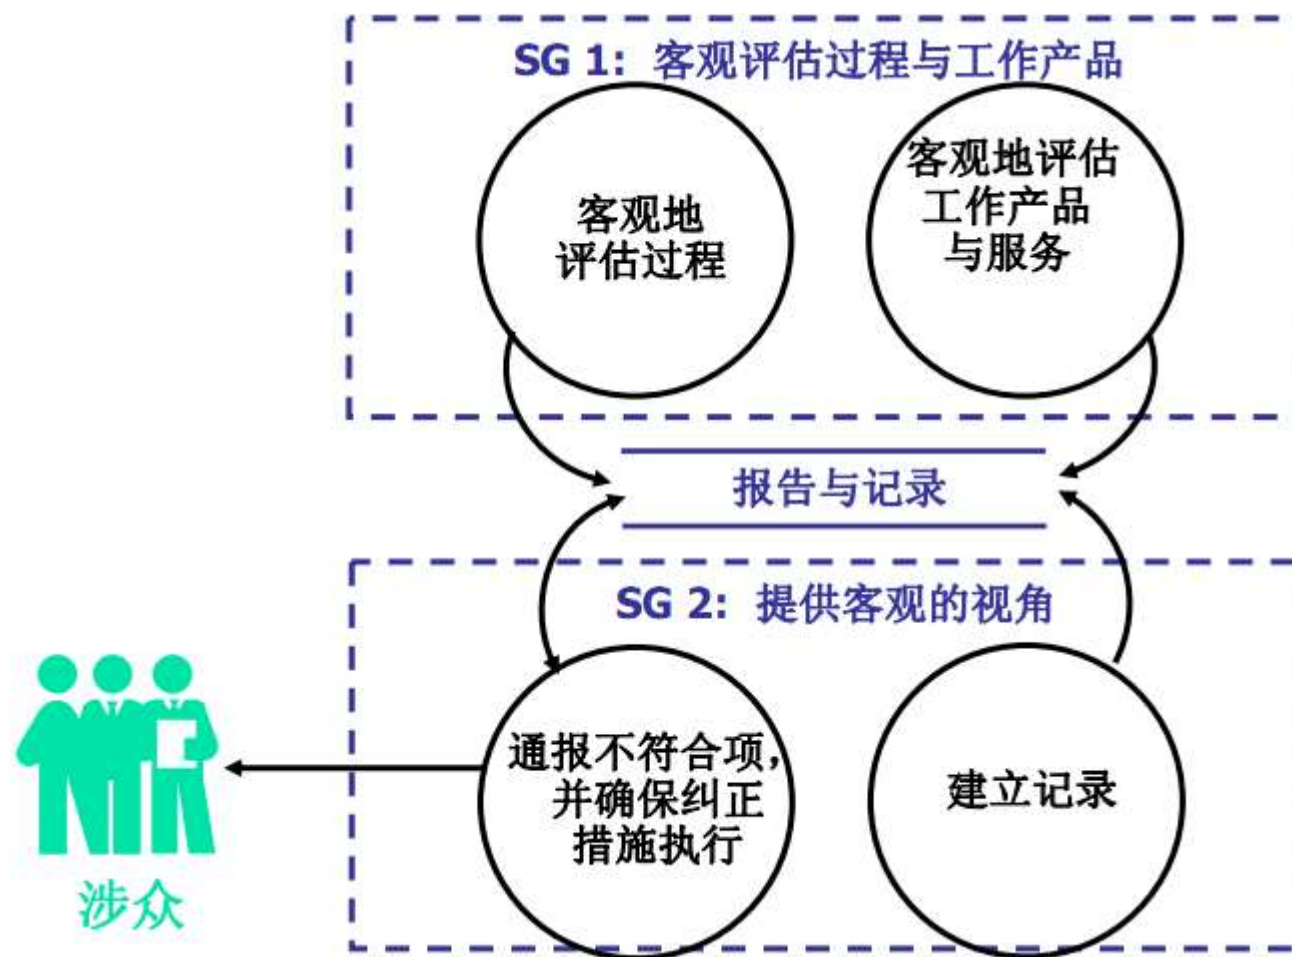 SG 1: 客观评估过程与工作产品
客观地
评估过程
客观地评估
工作产品
与服务
报告与记录
SG 2: 提供客观的视角
通报不符合项，
并确保纠正
措施执行
建立记录
涉众